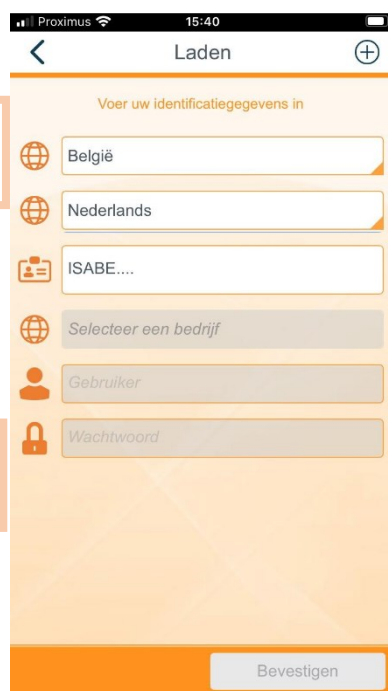 Proximus 15:40
Laden
Voer uw identificatiegegevens in
België
Nederlands
ISABE....
Selecteer een bedrijf
Gebruiker
Wachtwoord
Bevestigen